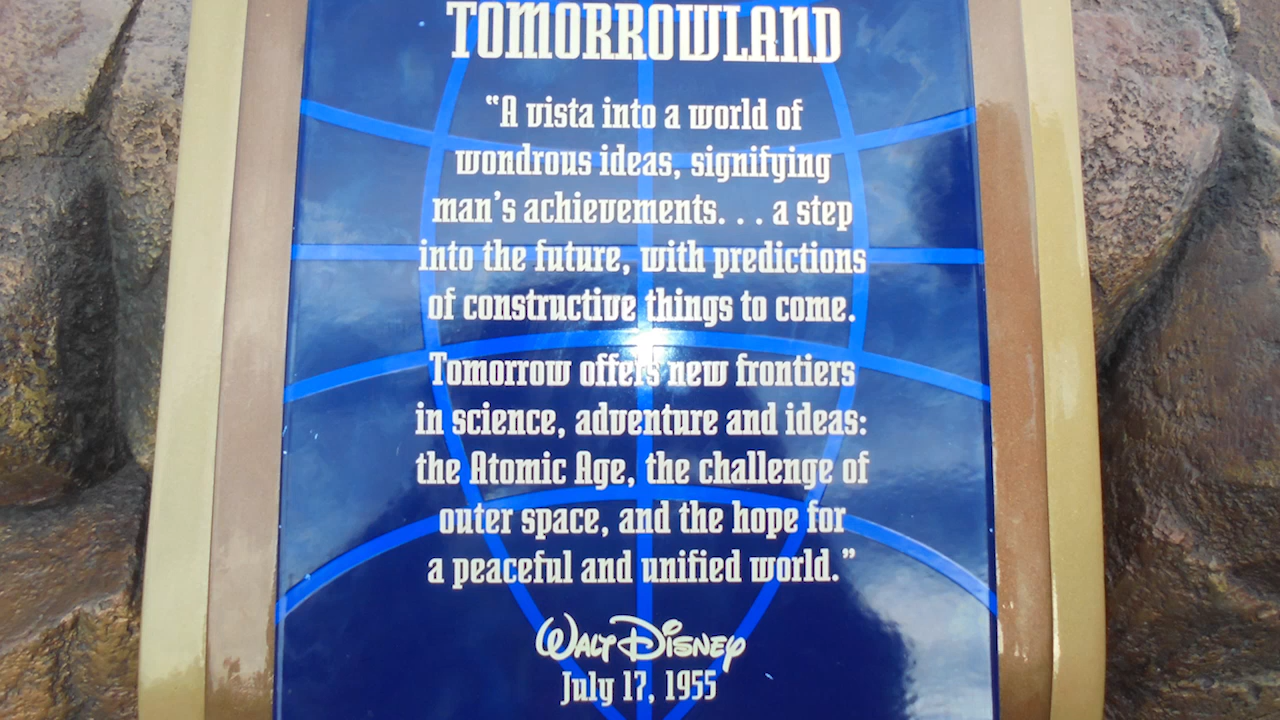 TOMORROWLAND
“A vista into a world of
wondrous ideas, signifying
man’s achievements. . . a step
into the future, with predictions
of constructive things to come.
Tomorrow offers new frontiers
in science, adventure and ideas:
the Atomic Age, the challenge of
outer space, and the hope for
a peaceful and unified world.”
WALT DISNEY
July 17, 1955